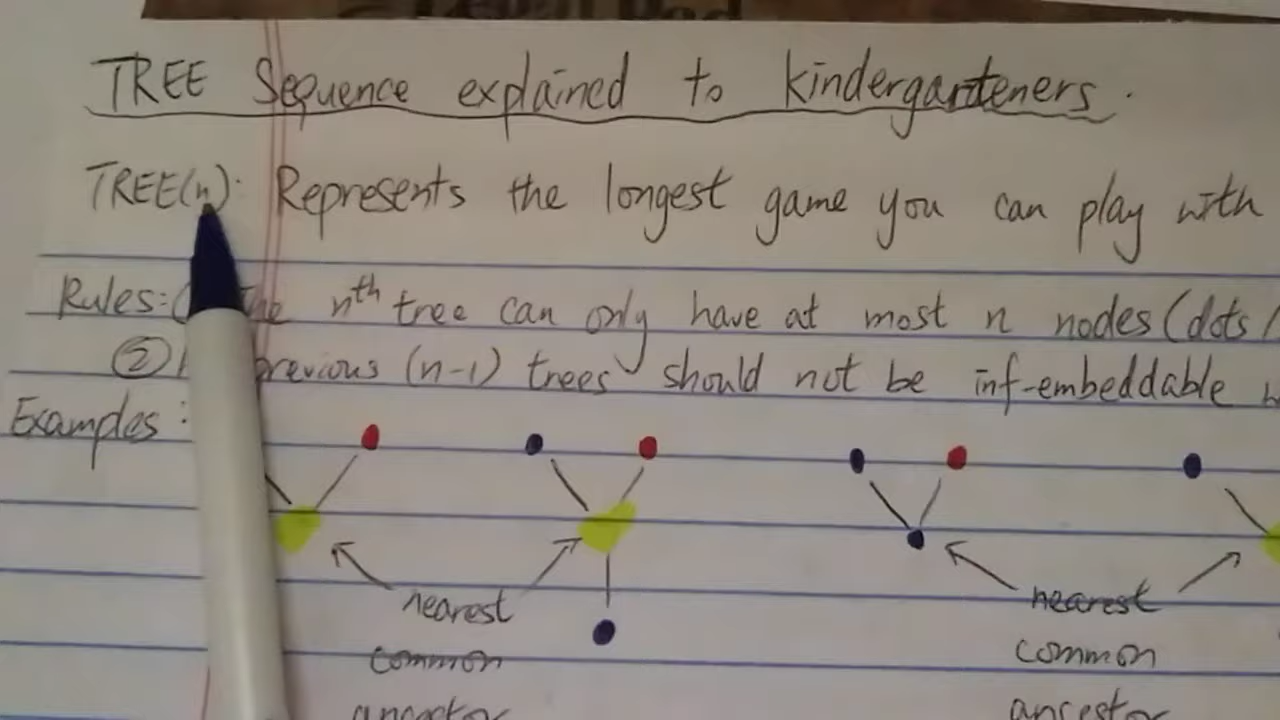 TREE Sequence explained to kindergarteners.
TREE(n): Represents the longest game you can play with
Rules: nth tree can only have at most n nodes (dots
② previous (n-1) trees should not be inf-embeddable
Examples:
nearest nearest
common common
ancestor ancestor